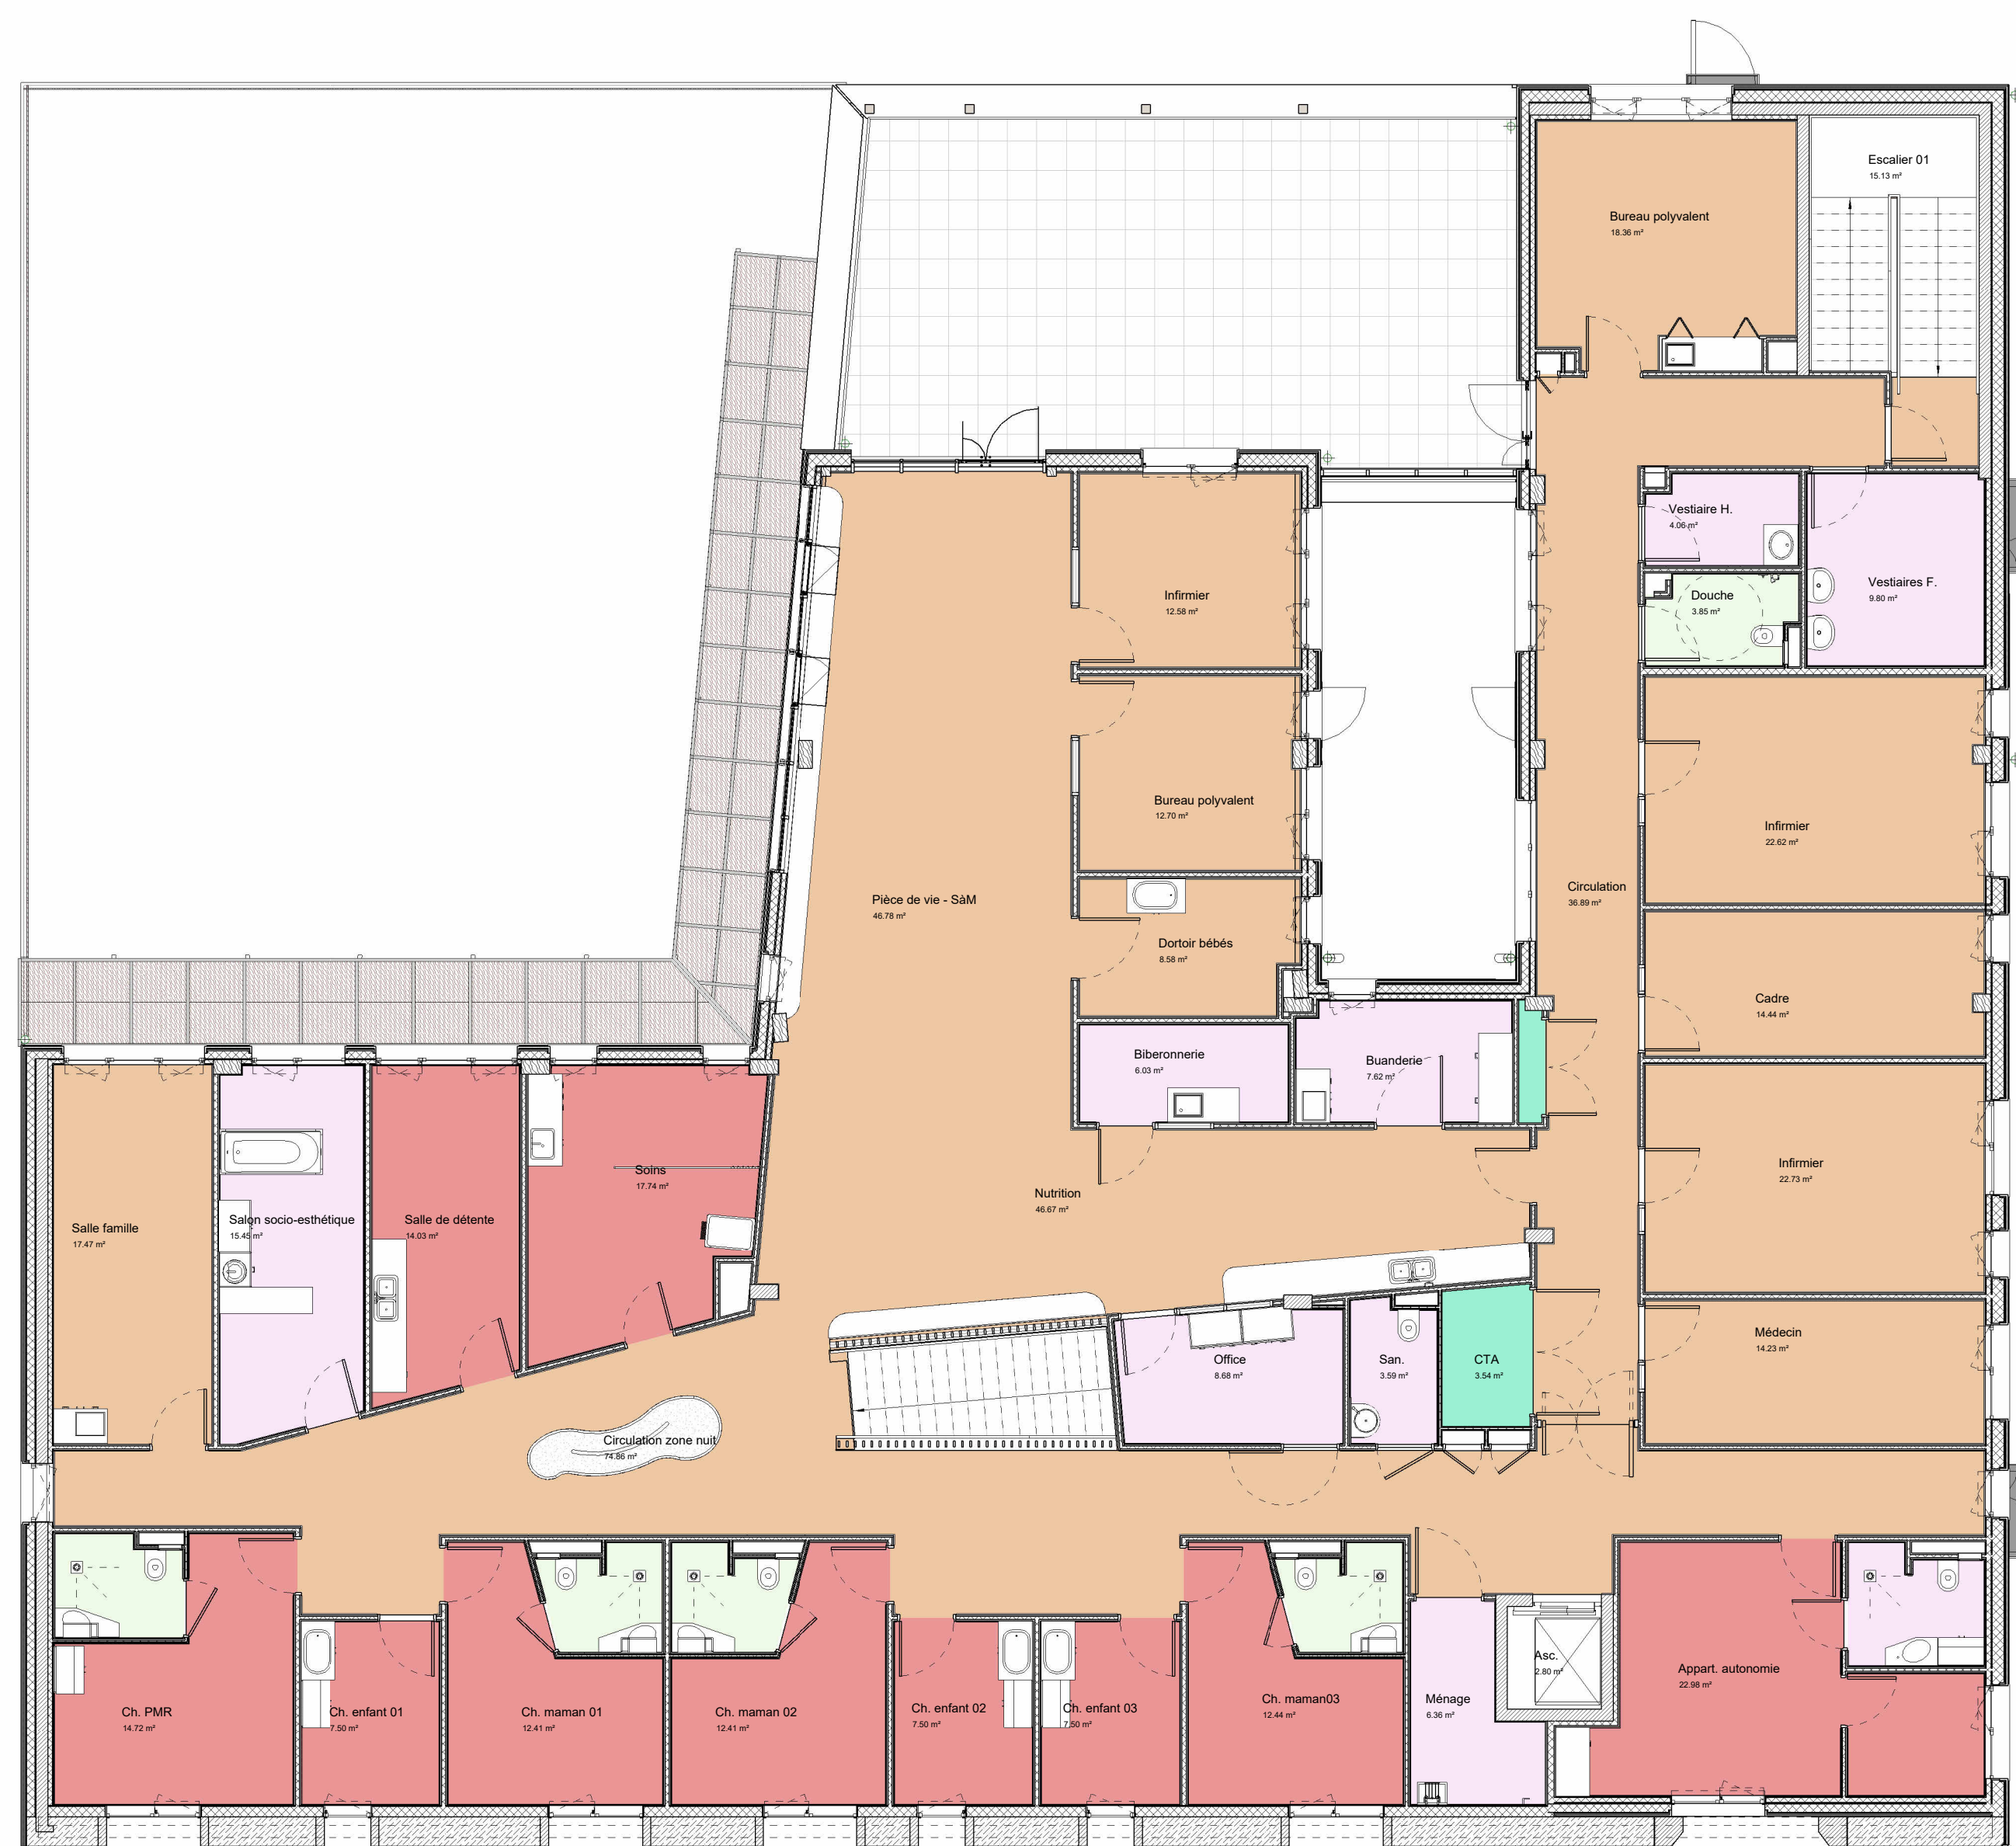 Escalier 01
15.13 m²
Bureau polyvalent
18.36 m²
Vestiaire H.
4.06 m²
Vestiaires F.
9.80 m²
Douche
3.85 m²
Infirmier
12.58 m²
Bureau polyvalent
12.70 m²
Infirmier
22.62 m²
Circulation
36.89 m²
Pièce de vie - SàM
46.78 m²
Dortoir bébés
8.58 m²
Cadre
14.44 m²
Biberonnerie
6.03 m²
Buanderie
7.62 m²
Infirmier
22.73 m²
Soins
17.74 m²
Nutrition
46.67 m²
Salle famille
17.47 m²
Salon socio-esthétique
15.45 m²
Salle de détente
14.03 m²
Médecin
14.23 m²
Office
8.68 m²
San.
3.59 m²
CTA
3.54 m²
Circulation zone nuit
74.86 m²
Asc.
2.80 m²
Appart. autonomie
22.98 m²
Ch. PMR
14.72 m²
Ch. enfant 01
7.50 m²
Ch. maman 01
12.41 m²
Ch. maman 02
12.41 m²
Ch. enfant 02
7.50 m²
Ch. enfant 03
7.50 m²
Ch. maman03
12.44 m²
Ménage
6.36 m²